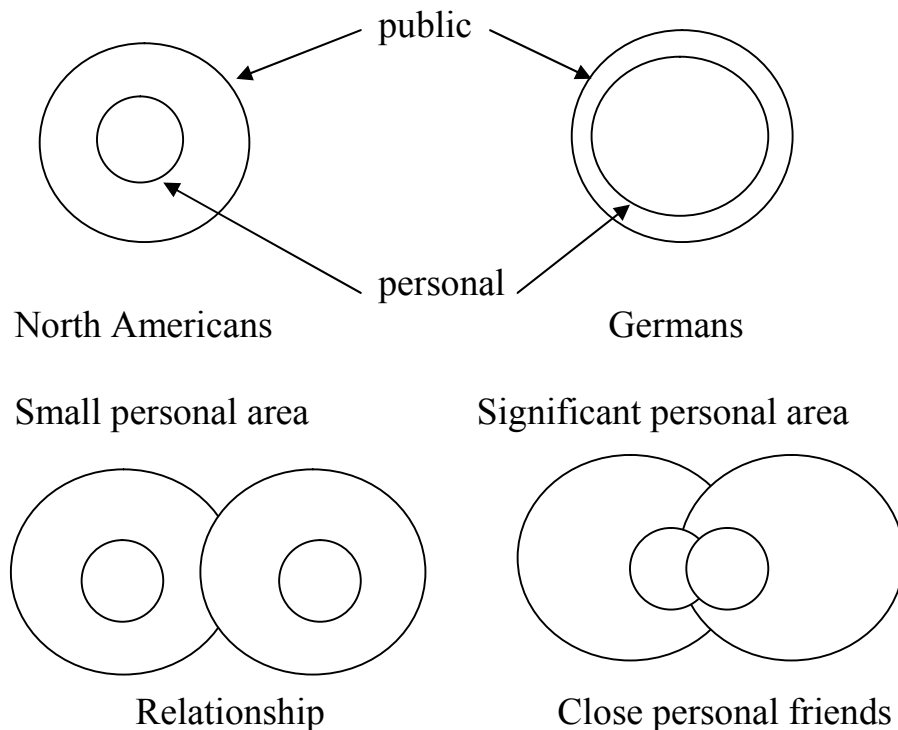 public
personal
North Americans
Germans
Small personal area
Significant personal area
Relationship
Close personal friends